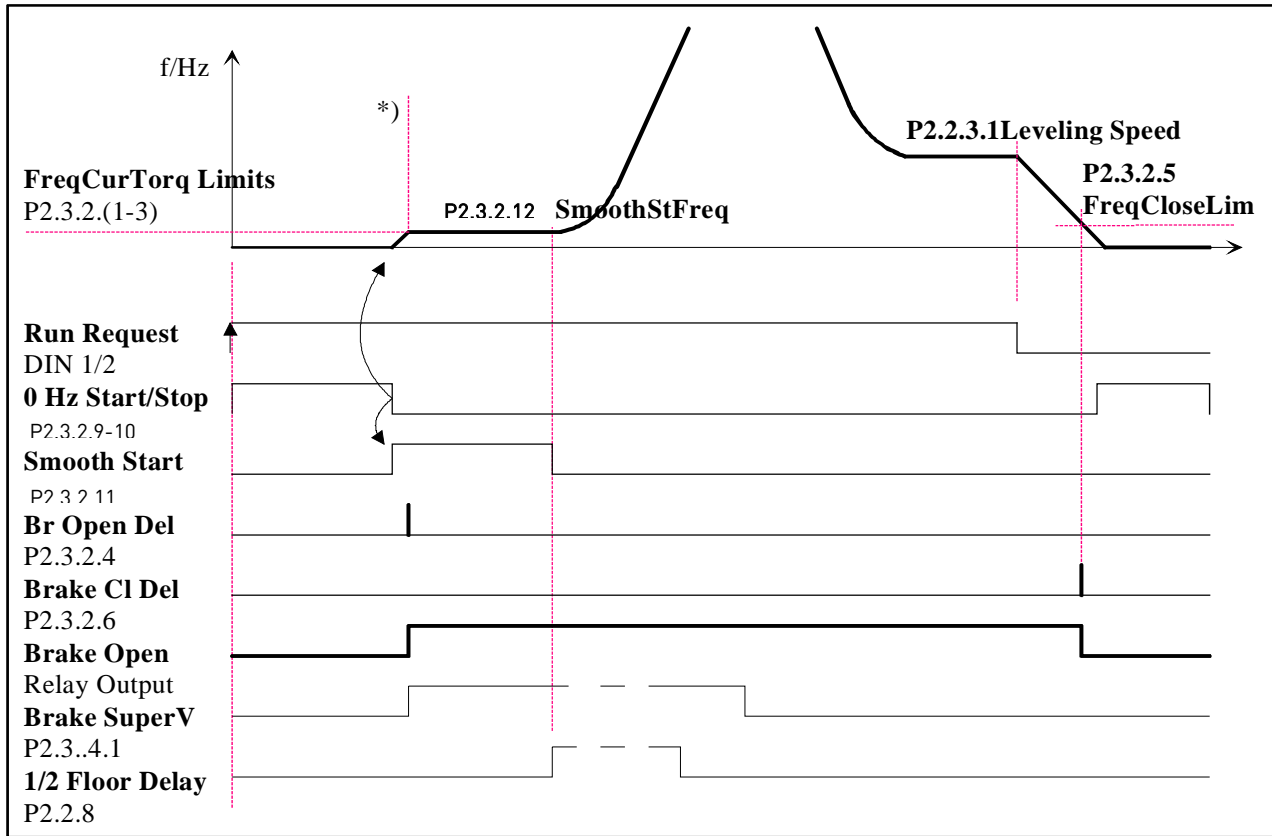 f/Hz
*)
P2.2.3.1Leveling Speed
FreqCurTorq Limits
P2.3.2.(1-3)
P2.3.2.12 SmoothStFreq
P2.3.2.5
FreqCloseLim
Run Request
DIN 1/2
0 Hz Start/Stop
P2.3.2.9-10
Smooth Start
P2.3.2.11
Br Open Del
P2.3.2.4
Brake Cl Del
P2.3.2.6
Brake Open
Relay Output
Brake SuperV
P2.3..4.1
1/2 Floor Delay
P2.2.8